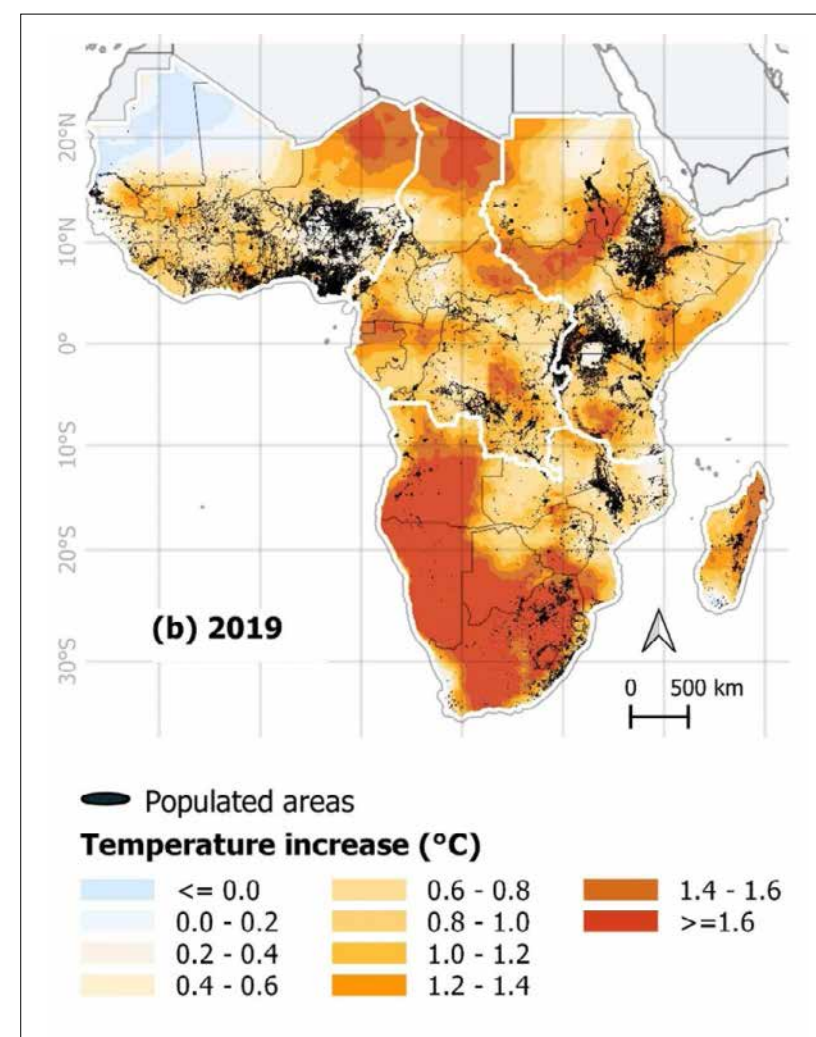 20°N
10°N
0°
10°S
20°S
30°S
(b) 2019
0 500 km
Populated areas
Temperature increase (°C)
<= 0.0 0.6 - 0.8 1.4 - 1.6
0.0 - 0.2 0.8 - 1.0 >=1.6
0.2 - 0.4 1.0 - 1.2
0.4 - 0.6 1.2 - 1.4